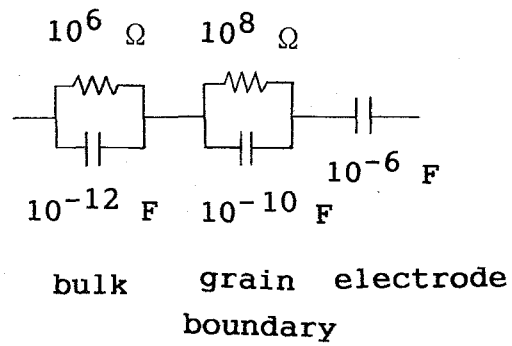 10⁶ Ω 10⁸ Ω
10⁻⁶ F
10⁻¹² F 10⁻¹⁰ F
bulk grain electrode
boundary